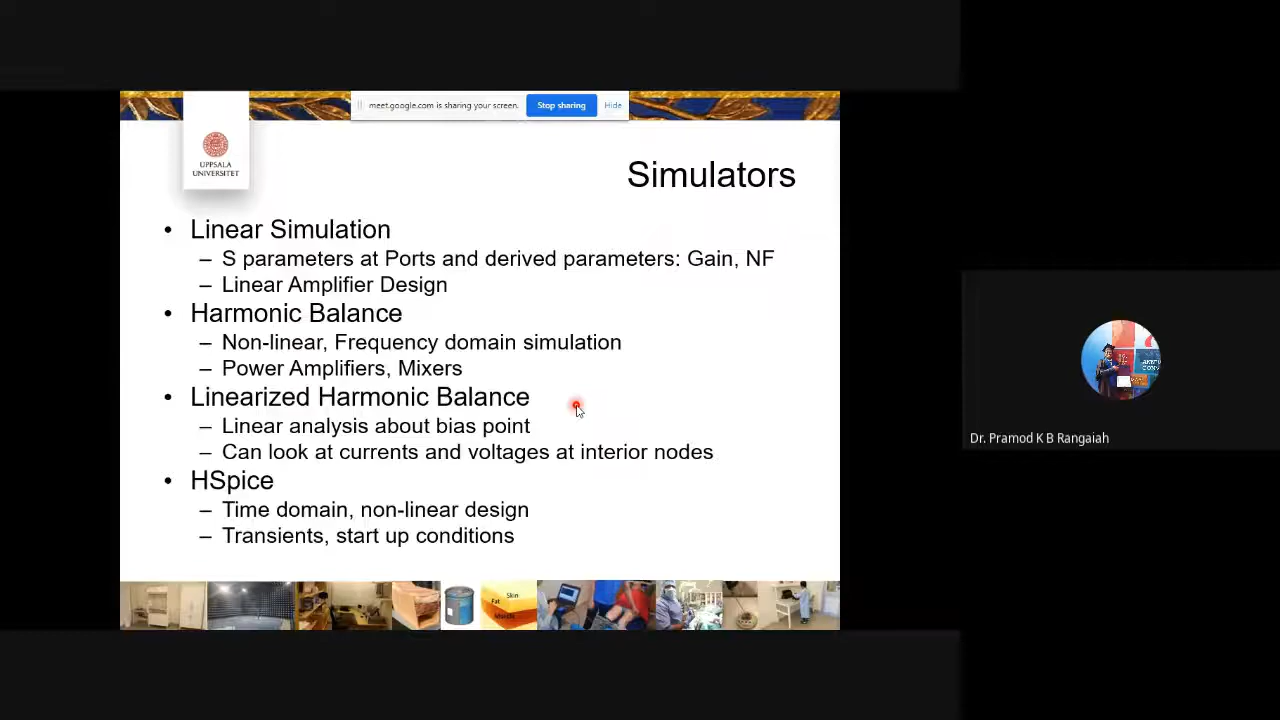 meet.google.com is sharing your screen.
Stop sharing
Hide
UPPSALA
UNIVERSITET
Simulators
• Linear Simulation
– S parameters at Ports and derived parameters: Gain, NF
– Linear Amplifier Design
• Harmonic Balance
– Non-linear, Frequency domain simulation
– Power Amplifiers, Mixers
• Linearized Harmonic Balance
– Linear analysis about bias point
– Can look at currents and voltages at interior nodes
• HSpice
– Time domain, non-linear design
– Transients, start up conditions
Skin
Fat
Muscle
Dr. Pramod K B Rangaiah